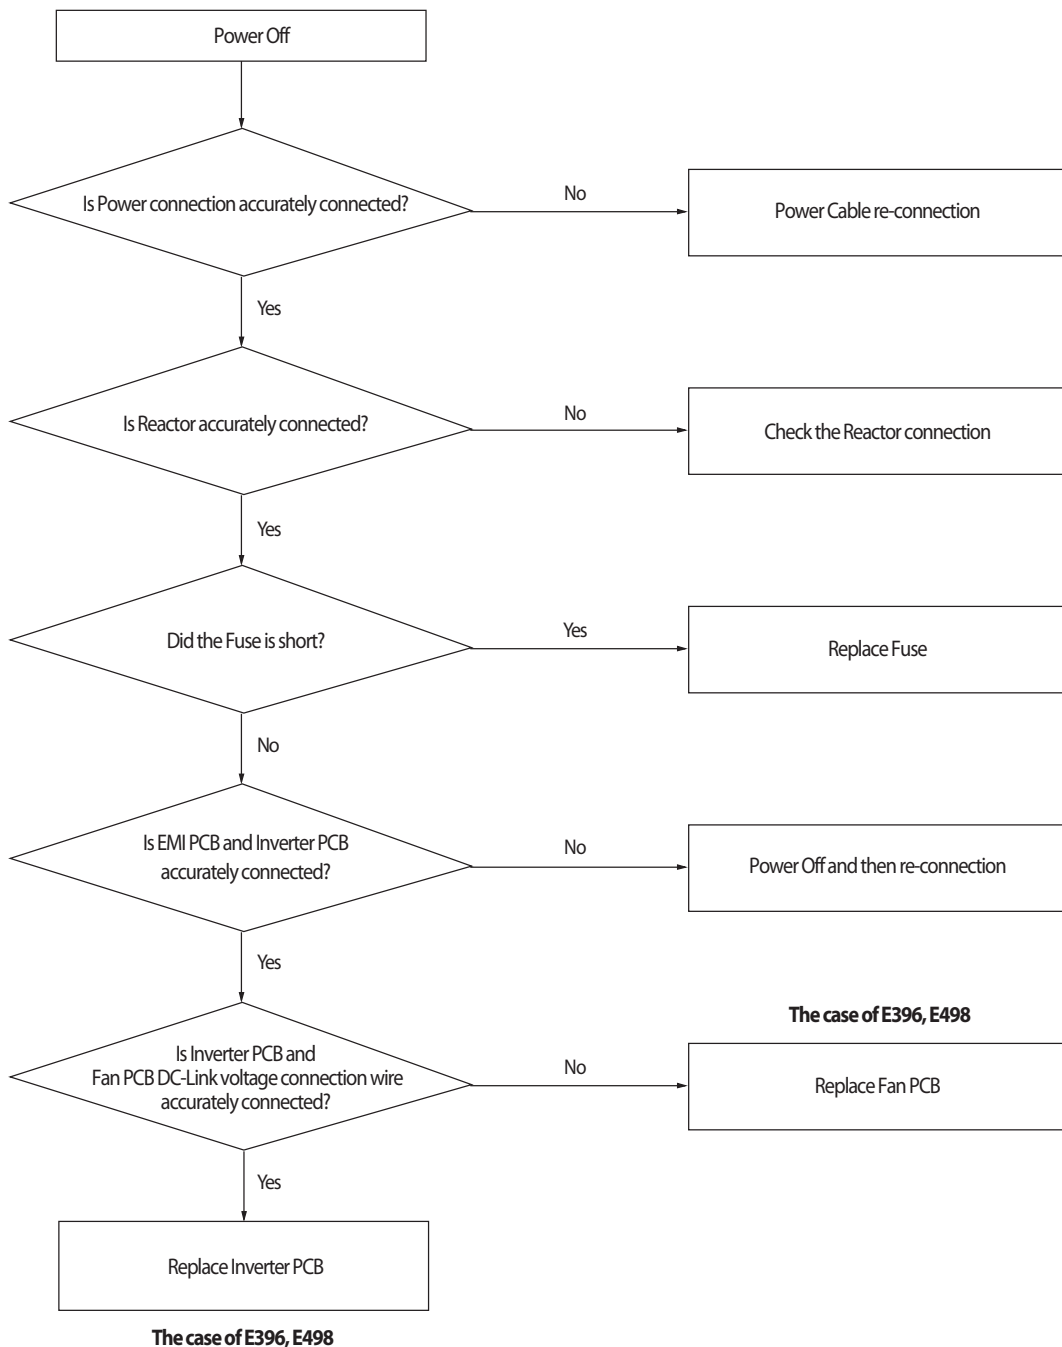 Power Off
Is Power connection accurately connected?
No
Power Cable re-connection
Yes
Is Reactor accurately connected?
No
Check the Reactor connection
Yes
Did the Fuse is short?
Yes
Replace Fuse
No
Is EMI PCB and Inverter PCB
accurately connected?
No
Power Off and then re-connection
Yes
The case of E396, E498
Is Inverter PCB and
Fan PCB DC-Link voltage connection wire
accurately connected?
No
Replace Fan PCB
Yes
Replace Inverter PCB
The case of E396, E498